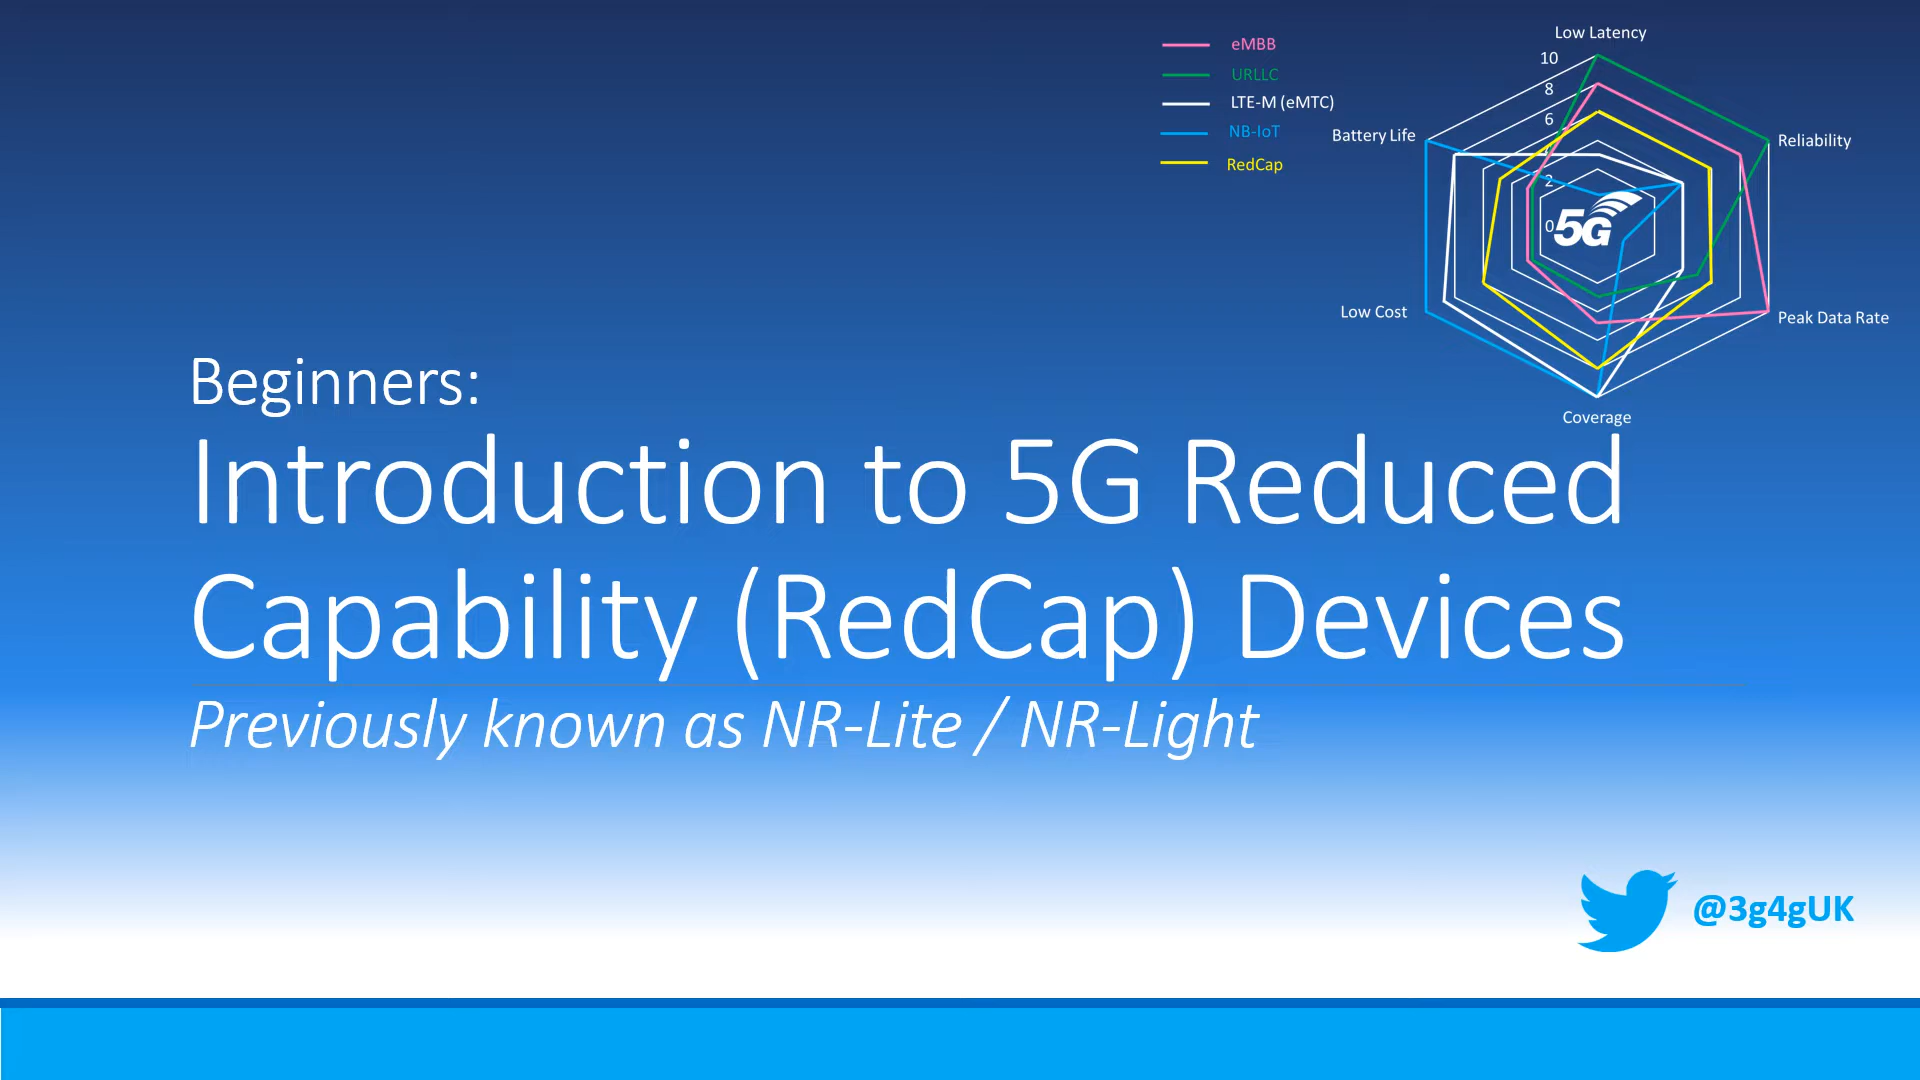 eMBB
URLLC
LTE-M (eMTC)
NB-IoT
RedCap
Low Latency
10
8
6
2
0
Battery Life
Reliability
5G
Low Cost
Peak Data Rate
Coverage
Beginners:
Introduction to 5G Reduced
Capability (RedCap) Devices
Previously known as NR-Lite / NR-Light
@3g4gUK